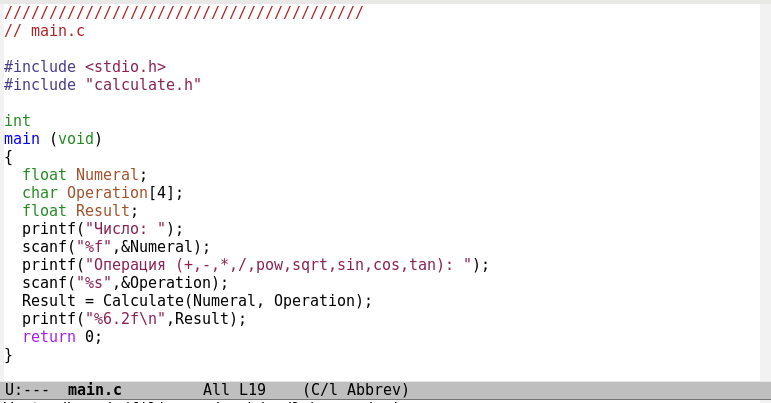 ////////////////////////////////////////
// main.c
#include <stdio.h>
#include "calculate.h"
int
main (void)
{
  float Numeral;
  char Operation[4];
  float Result;
  printf("Число: ");
  scanf("%f",&Numeral);
  printf("Операция (+,-,*,/,pow,sqrt,sin,cos,tan): ");
  scanf("%s",&Operation);
  Result = Calculate(Numeral, Operation);
  printf("%6.2f\n",Result);
  return 0;
}
U:---  main.c         All L19    (C/l Abbrev)